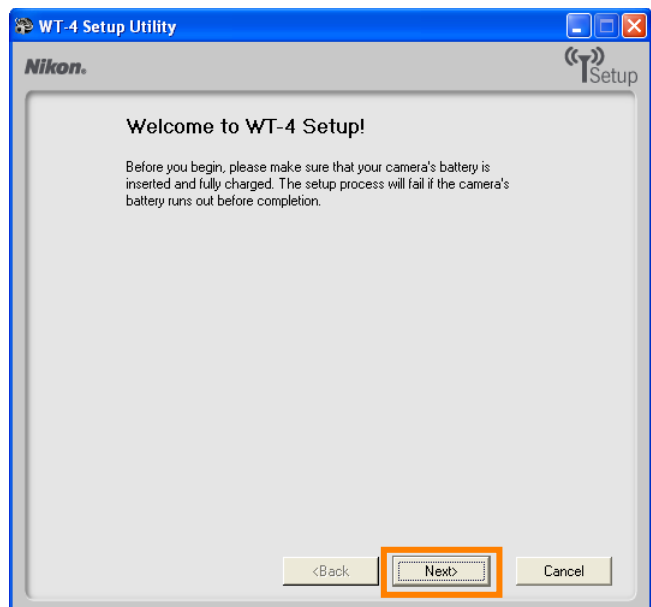 WT-4 Setup Utility
Nikon®
Setup
Welcome to WT-4 Setup!
Before you begin, please make sure that your camera's battery is
inserted and fully charged. The setup process will fail if the camera's
battery runs out before completion.
<Back Next> Cancel